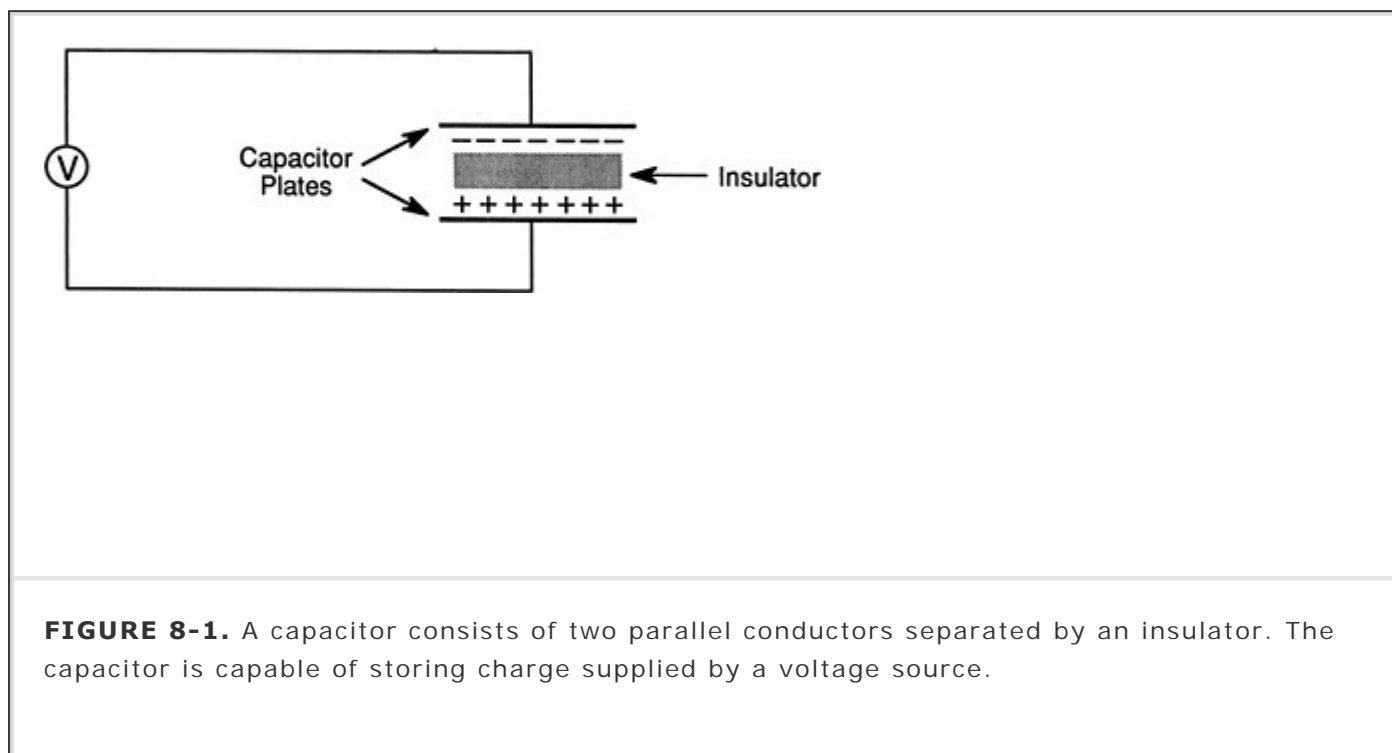 V
Capacitor
Plates
Insulator
− − − − − − −
+ + + + + + +
FIGURE 8-1. A capacitor consists of two parallel conductors separated by an insulator. The
capacitor is capable of storing charge supplied by a voltage source.